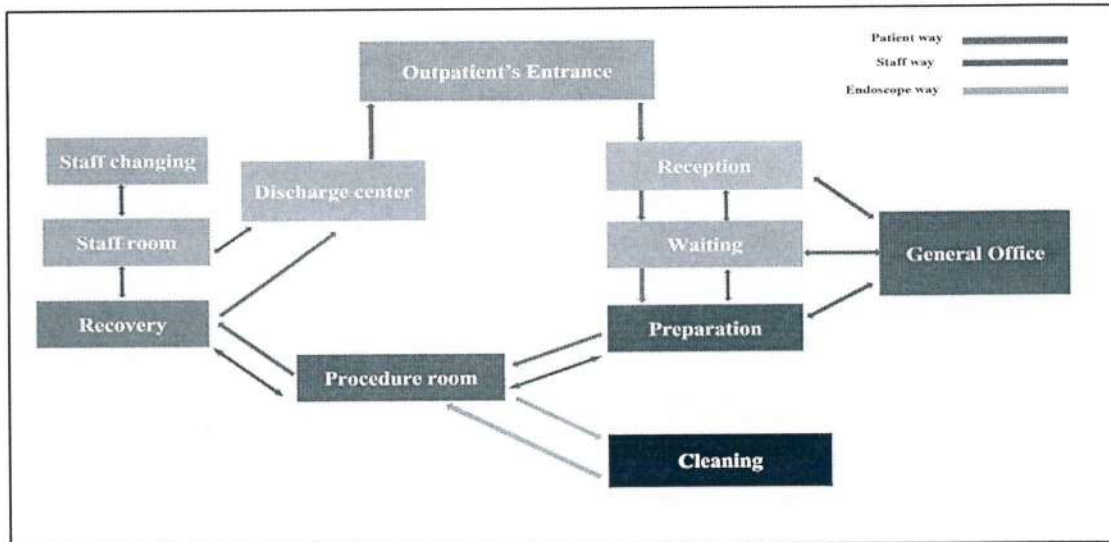 Patient way
Staff way
Endoscope way
Outpatient's Entrance
Staff changing
Discharge center
Reception
Staff room
Waiting
General Office
Recovery
Preparation
Procedure room
Cleaning